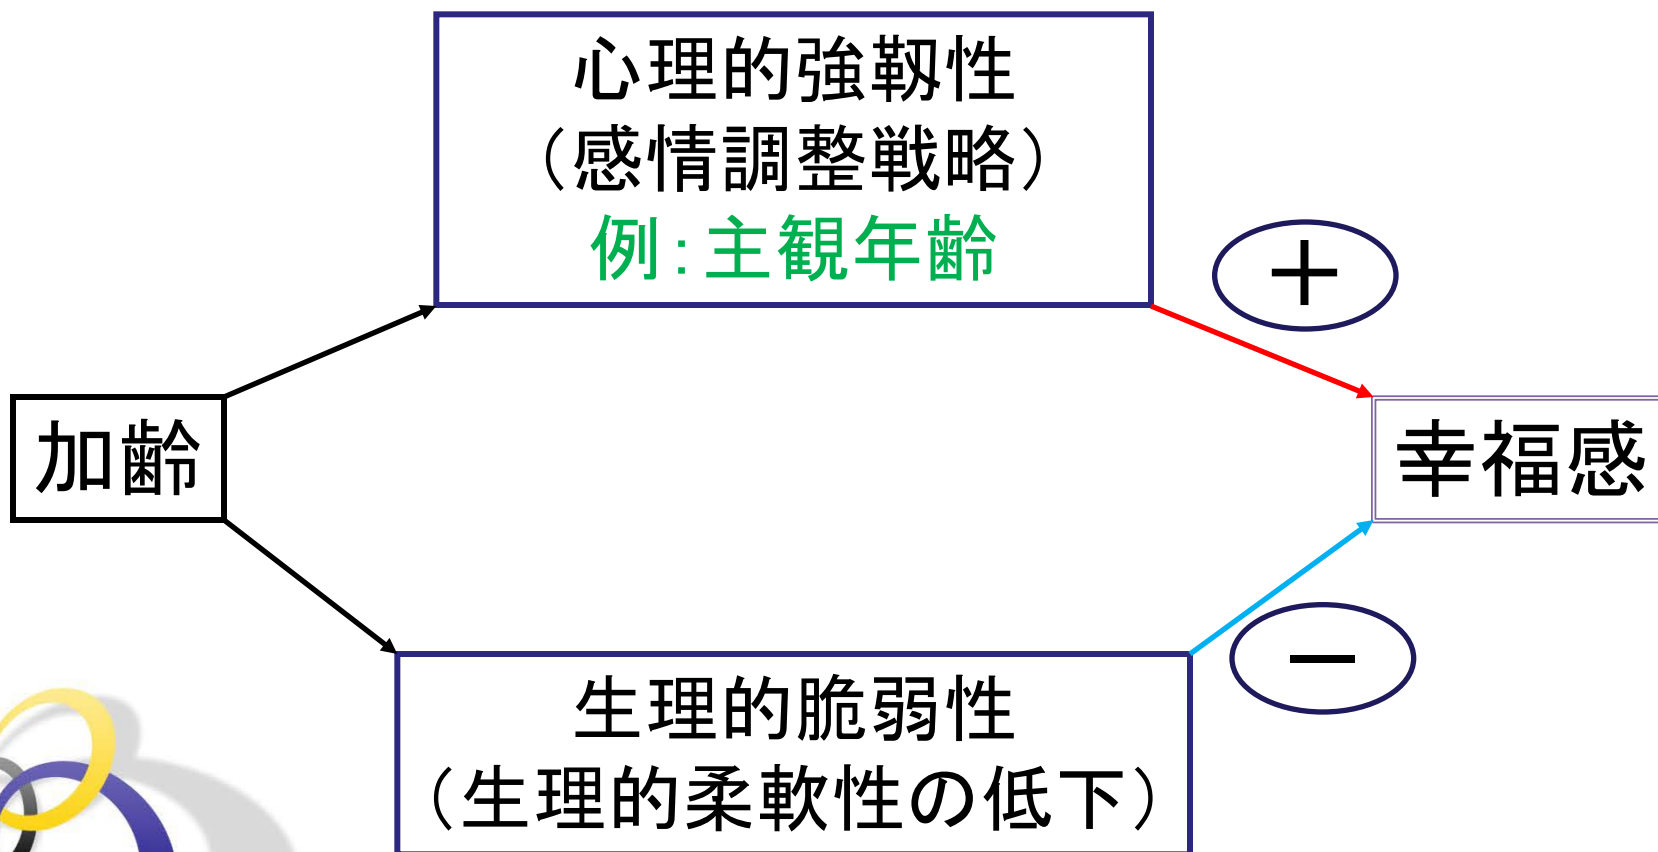 心理的強靱性
（感情調整戦略）
例：主観年齢
＋
加齢
幸福感
－
生理的脆弱性
（生理的柔軟性の低下）